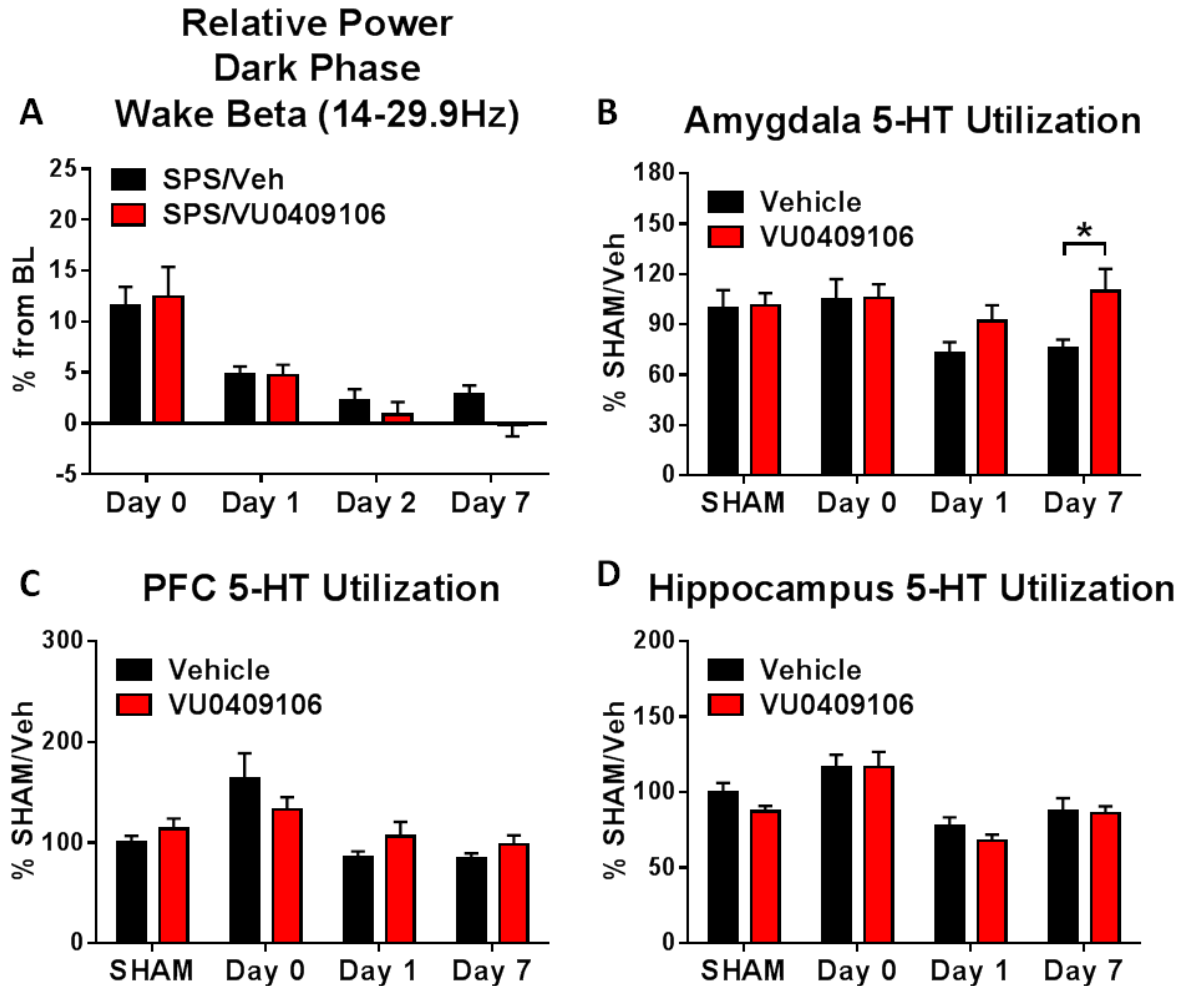 Relative Power
Dark Phase
A Wake Beta (14-29.9Hz)
SPS/Veh
SPS/VU0409106
% from BL
25
20
15
10
5
0
-5
Day 0 Day 1 Day 2 Day 7
B Amygdala 5-HT Utilization
Vehicle
VU0409106
*
% SHAM/Veh
180
150
120
90
60
30
0
SHAM Day 0 Day 1 Day 7
C PFC 5-HT Utilization
Vehicle
VU0409106
% SHAM/Veh
300
200
100
0
SHAM Day 0 Day 1 Day 7
D Hippocampus 5-HT Utilization
Vehicle
VU0409106
% SHAM/Veh
200
150
100
50
0
SHAM Day 0 Day 1 Day 7